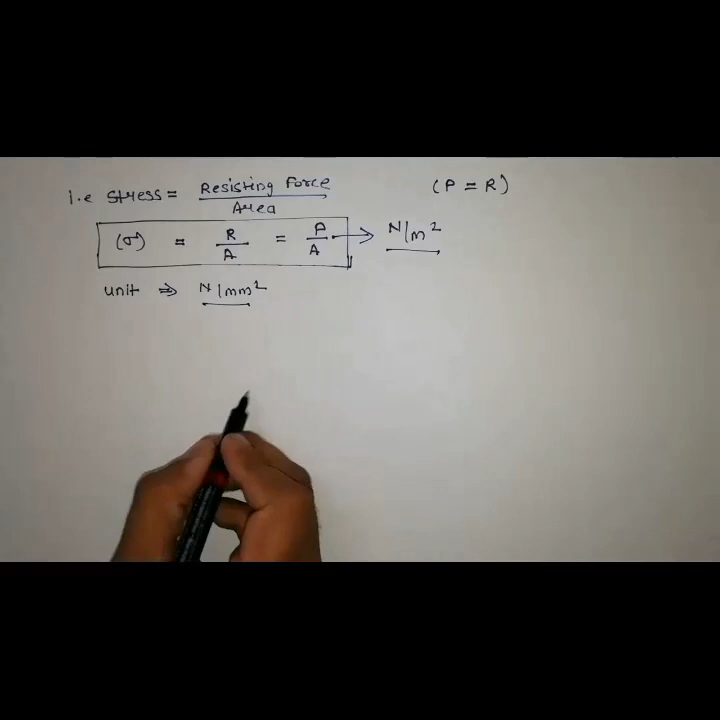 i.e stress = Resisting Force / Area (P = R)
(σ) = R/A = P/A → N/m²
unit ⇒ N/mm²